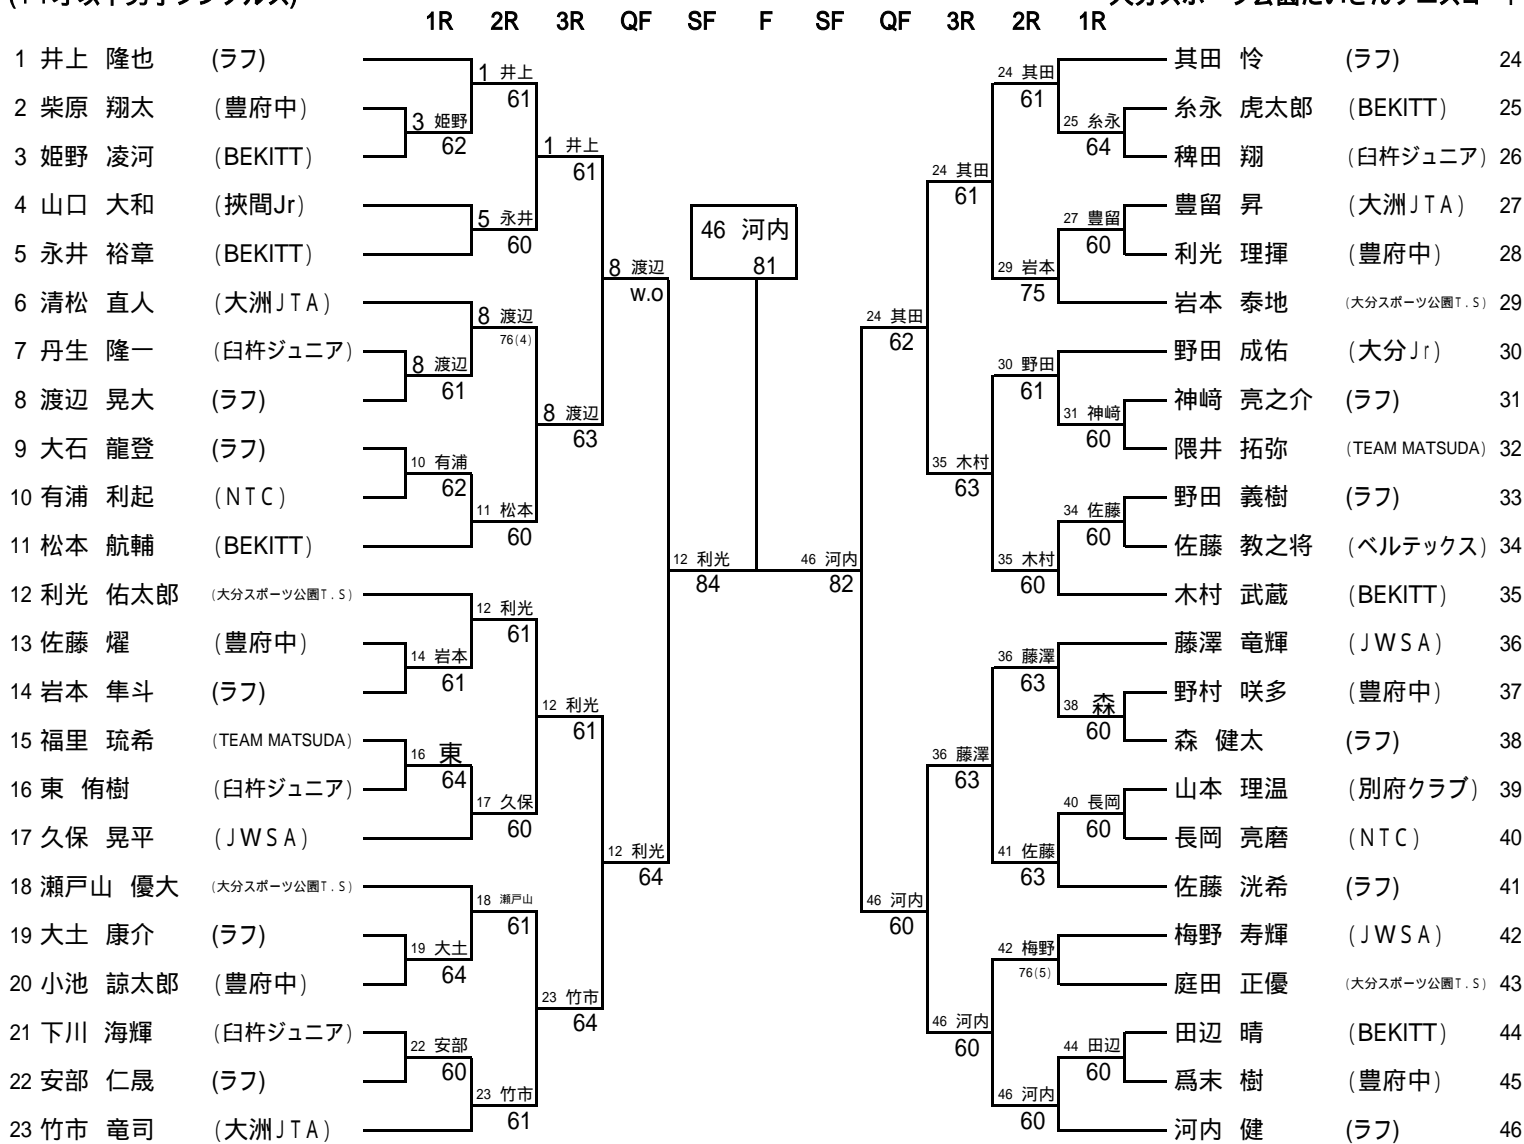 1R 2R 3R QF SF F SF QF 3R 2R 1R
1 井上 隆也 (ラフ)
2 柴原 翔太 (豊府中)
3 姫野 凌河 (BEKITT)
4 山口 大和 (挾間Jr)
5 永井 裕章 (BEKITT)
6 清松 直人 (大洲JTA)
7 丹生 隆一 (臼杵ジュニア)
8 渡辺 晃大 (ラフ)
9 大石 龍登 (ラフ)
10 有浦 利起 (NTC)
11 松本 航輔 (BEKITT)
12 利光 佑太郎 (大分スポーツ公園T.S)
13 佐藤 燿 (豊府中)
14 岩本 隼斗 (ラフ)
15 福里 琉希 (TEAM MATSUDA)
16 東 侑樹 (臼杵ジュニア)
17 久保 晃平 (JWSA)
18 瀬戸山 優大 (大分スポーツ公園T.S)
19 大土 康介 (ラフ)
20 小池 諒太郎 (豊府中)
21 下川 海輝 (臼杵ジュニア)
22 安部 仁晟 (ラフ)
23 竹市 竜司 (大洲JTA)
3 姫野
62
8 渡辺
61
10 有浦
62
14 岩本
61
16 東
64
19 大土
64
22 安部
60
1 井上
61
5 永井
60
8 渡辺
76(4)
11 松本
60
12 利光
61
17 久保
60
18 瀬戸山
61
23 竹市
61
1 井上
61
8 渡辺
63
12 利光
61
23 竹市
64
8 渡辺
w.o
12 利光
64
12 利光
84
46 河内
81
46 河内
82
24 其田
62
46 河内
60
24 其田
61
35 木村
63
36 藤澤
63
46 河内
60
24 其田
61
29 岩本
75
30 野田
61
35 木村
60
36 藤澤
63
41 佐藤
63
42 梅野
76(5)
46 河内
60
25 糸永
64
27 豊留
60
31 神﨑
60
34 佐藤
60
38 森
60
40 長岡
60
44 田辺
60
其田 怜 (ラフ) 24
糸永 虎太郎 (BEKITT) 25
稗田 翔 (臼杵ジュニア) 26
豊留 昇 (大洲JTA) 27
利光 理揮 (豊府中) 28
岩本 泰地 (大分スポーツ公園T.S) 29
野田 成佑 (大分Jr) 30
神﨑 亮之介 (ラフ) 31
隈井 拓弥 (TEAM MATSUDA) 32
野田 義樹 (ラフ) 33
佐藤 教之将 (ベルテックス) 34
木村 武蔵 (BEKITT) 35
藤澤 竜輝 (JWSA) 36
野村 咲多 (豊府中) 37
森 健太 (ラフ) 38
山本 理温 (別府クラブ) 39
長岡 亮磨 (NTC) 40
佐藤 洸希 (ラフ) 41
梅野 寿輝 (JWSA) 42
庭田 正優 (大分スポーツ公園T.S) 43
田辺 晴 (BEKITT) 44
爲末 樹 (豊府中) 45
河内 健 (ラフ) 46